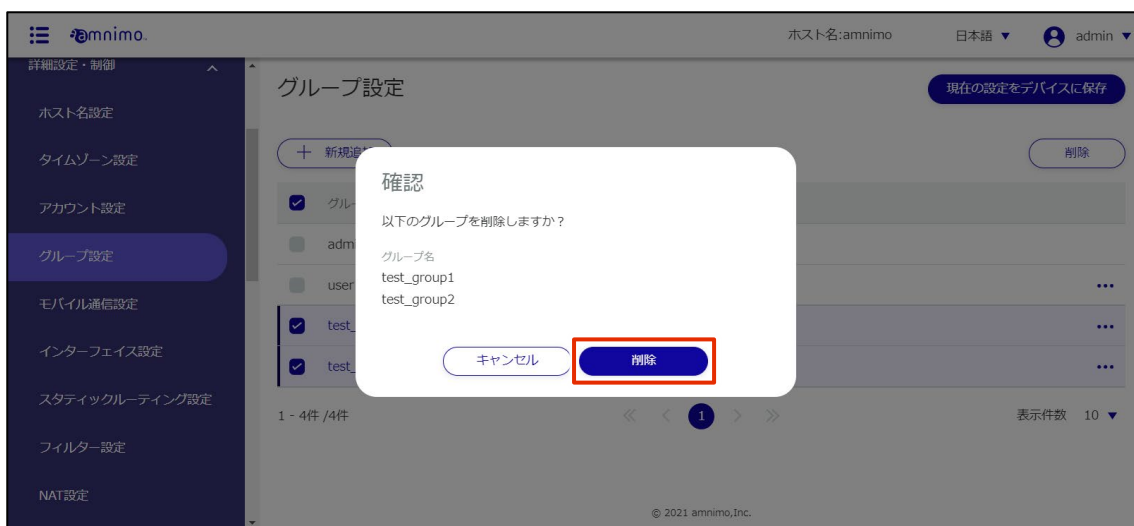 amnimo
ホスト名:amnimo
日本語 ▼
admin ▼
詳細設定・制御
ホスト名設定
タイムゾーン設定
アカウント設定
グループ設定
モバイル通信設定
インターフェイス設定
スタティックルーティング設定
フィルター設定
NAT設定
グループ設定
現在の設定をデバイスに保存
+ 新規追
削除
グルー
adm
user
test_
test_
確認
以下のグループを削除しますか？
グループ名
test_group1
test_group2
キャンセル
削除
1 - 4件 /4件
« < 1 > »
表示件数 10 ▼
© 2021 amnimo,Inc.